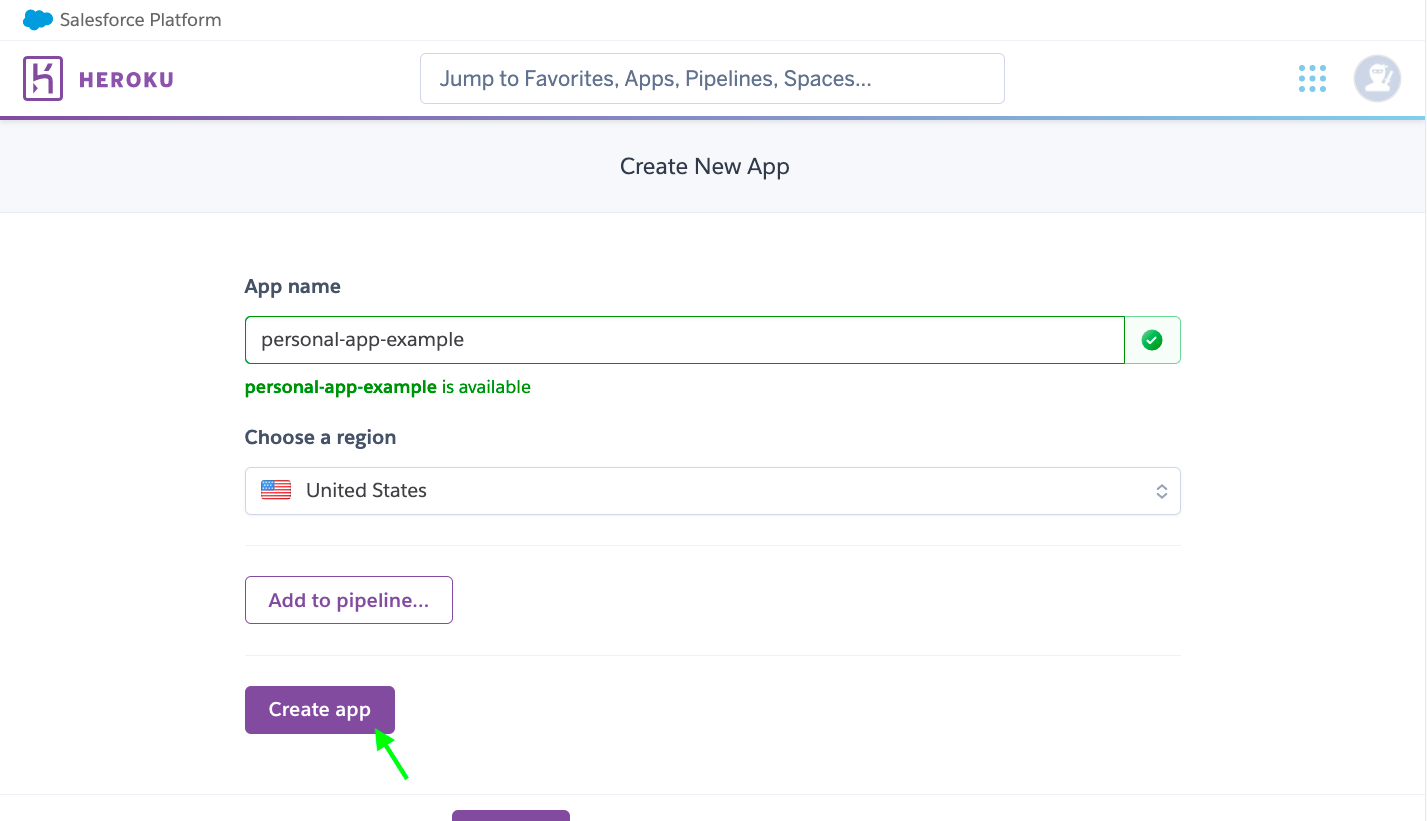 Salesforce Platform
HEROKU
Jump to Favorites, Apps, Pipelines, Spaces...
Create New App
App name
personal-app-example
personal-app-example is available
Choose a region
United States
Add to pipeline...
Create app